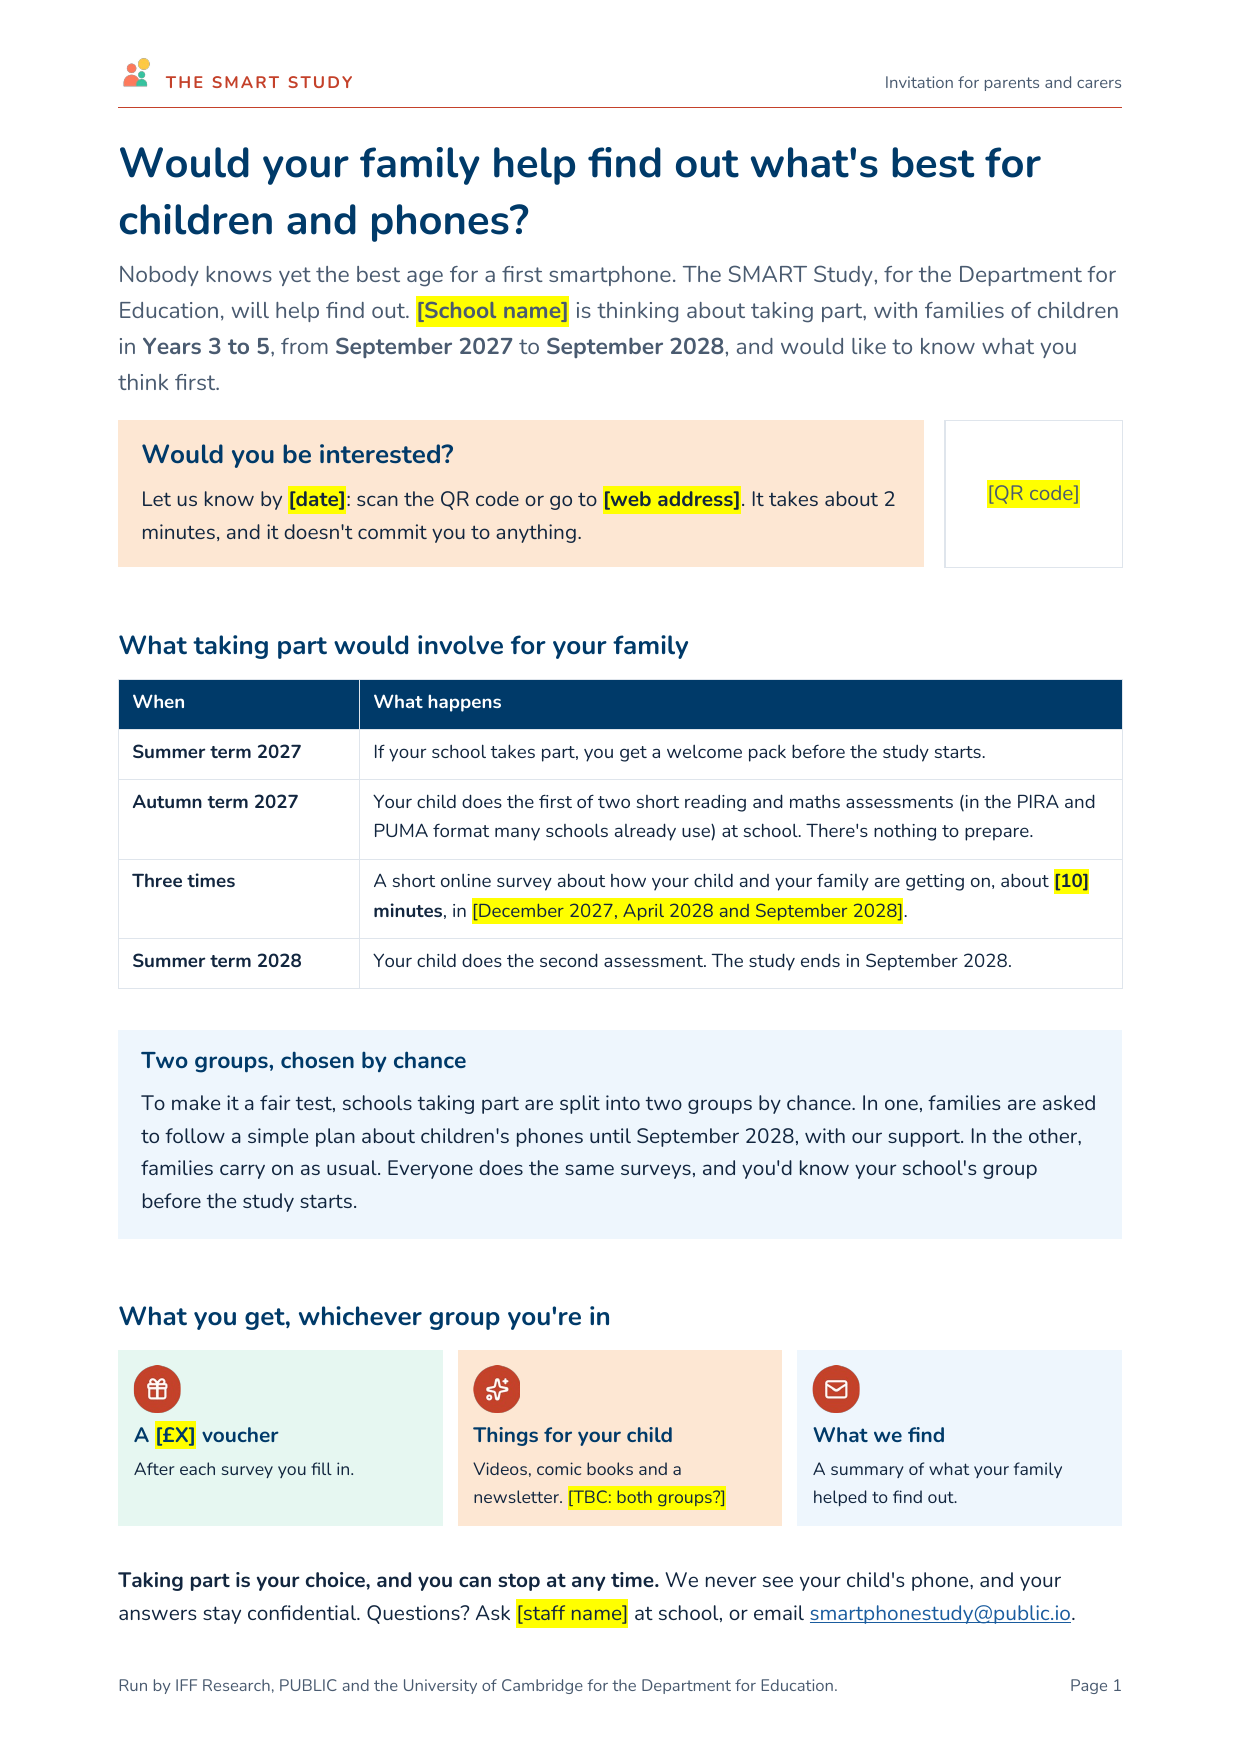 THE SMART STUDY
Invitation for parents and carers
Would your family help find out what's best for
children and phones?
Nobody knows yet the best age for a first smartphone. The SMART Study, for the Department for
Education, will help find out. [School name] is thinking about taking part, with families of children
in Years 3 to 5, from September 2027 to September 2028, and would like to know what you
think first.
Would you be interested?
Let us know by [date]: scan the QR code or go to [web address]. It takes about 2
minutes, and it doesn't commit you to anything.
[QR code]
What taking part would involve for your family
When
What happens
Summer term 2027
If your school takes part, you get a welcome pack before the study starts.
Autumn term 2027
Your child does the first of two short reading and maths assessments (in the PIRA and
PUMA format many schools already use) at school. There's nothing to prepare.
Three times
A short online survey about how your child and your family are getting on, about [10]
minutes, in [December 2027, April 2028 and September 2028].
Summer term 2028
Your child does the second assessment. The study ends in September 2028.
Two groups, chosen by chance
To make it a fair test, schools taking part are split into two groups by chance. In one, families are asked
to follow a simple plan about children's phones until September 2028, with our support. In the other,
families carry on as usual. Everyone does the same surveys, and you'd know your school's group
before the study starts.
What you get, whichever group you're in
A [£X] voucher
After each survey you fill in.
Things for your child
Videos, comic books and a
newsletter. [TBC: both groups?]
What we find
A summary of what your family
helped to find out.
Taking part is your choice, and you can stop at any time. We never see your child's phone, and your
answers stay confidential. Questions? Ask [staff name] at school, or email smartphonestudy@public.io.
Run by IFF Research, PUBLIC and the University of Cambridge for the Department for Education.
Page 1